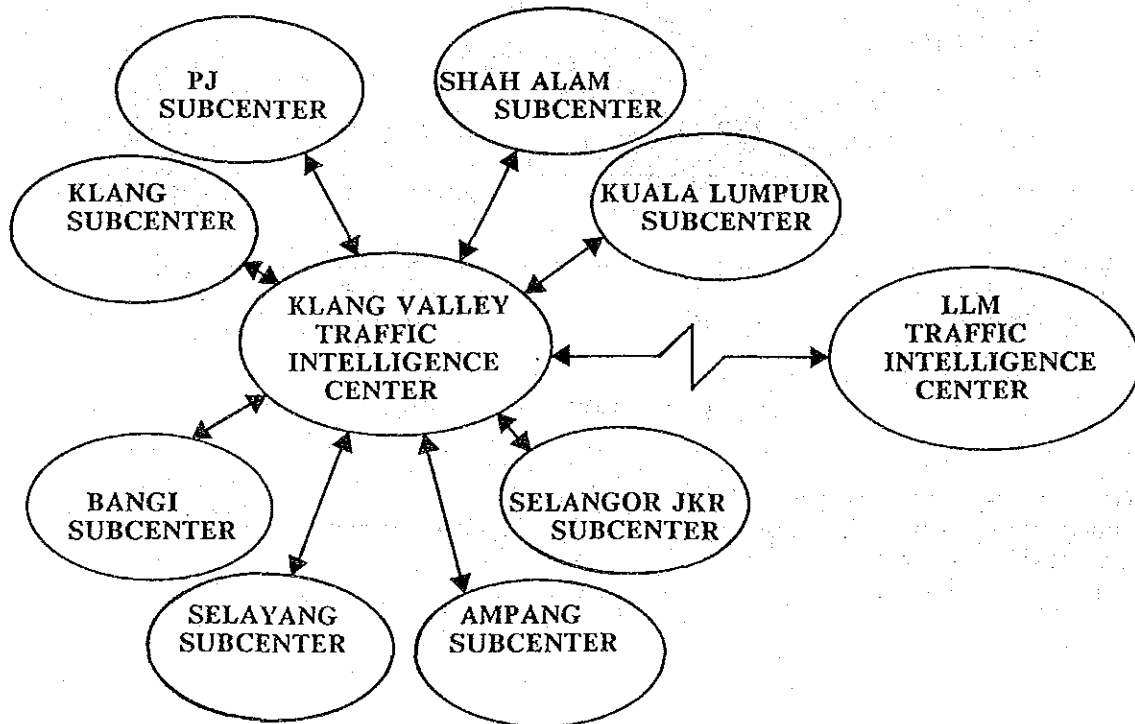 PJ
SUBCENTER
SHAH ALAM
SUBCENTER
KLANG
SUBCENTER
KUALA LUMPUR
SUBCENTER
KLANG VALLEY
TRAFFIC
INTELLIGENCE
CENTER
LLM
TRAFFIC
INTELLIGENCE
CENTER
BANGI
SUBCENTER
SELANGOR JKR
SUBCENTER
SELAYANG
SUBCENTER
AMPANG
SUBCENTER